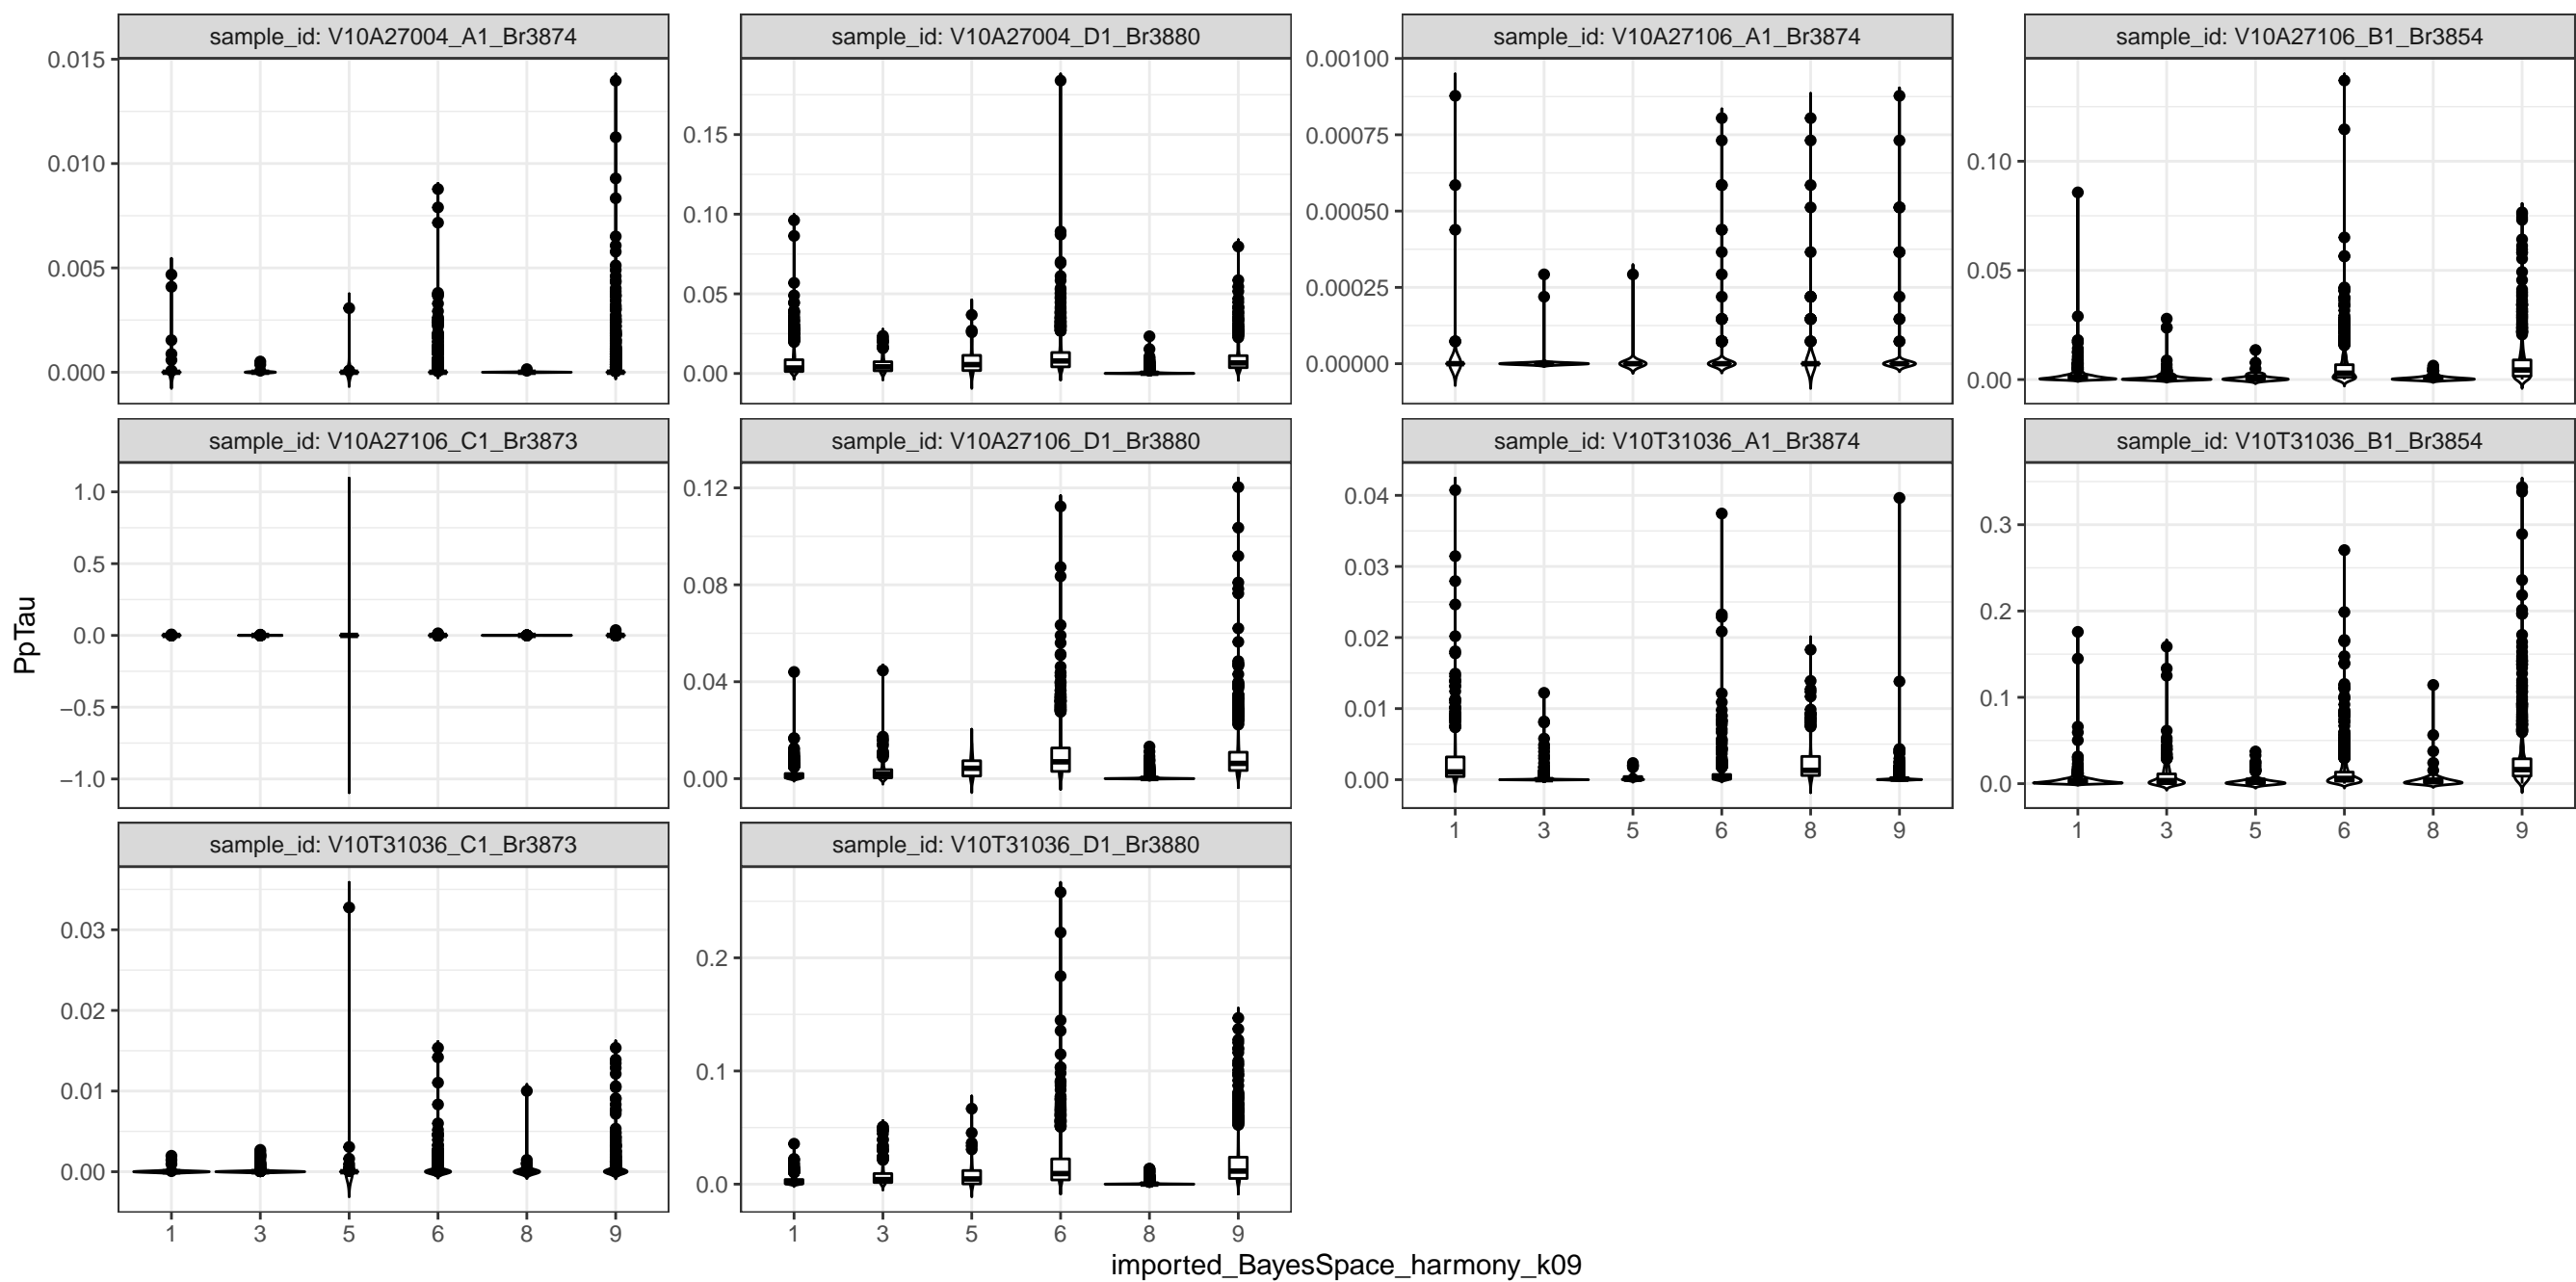 sample_id: V10A27004_A1_Br3874
sample_id: V10A27004_D1_Br3880
sample_id: V10A27106_A1_Br3874
sample_id: V10A27106_B1_Br3854
0.015
0.010
0.005
0.000
0.15
0.10
0.05
0.00
0.00100
0.00075
0.00050
0.00025
0.00000
0.10
0.05
0.00
sample_id: V10A27106_C1_Br3873
sample_id: V10A27106_D1_Br3880
sample_id: V10T31036_A1_Br3874
sample_id: V10T31036_B1_Br3854
1.0
0.5
0.0
−0.5
−1.0
0.12
0.08
0.04
0.00
0.04
0.03
0.02
0.01
0.00
0.3
0.2
0.1
0.0
1 3 5 6 8 9
1 3 5 6 8 9
sample_id: V10T31036_C1_Br3873
sample_id: V10T31036_D1_Br3880
0.03
0.02
0.01
0.00
0.2
0.1
0.0
1 3 5 6 8 9
1 3 5 6 8 9
PpTau
imported_BayesSpace_harmony_k09